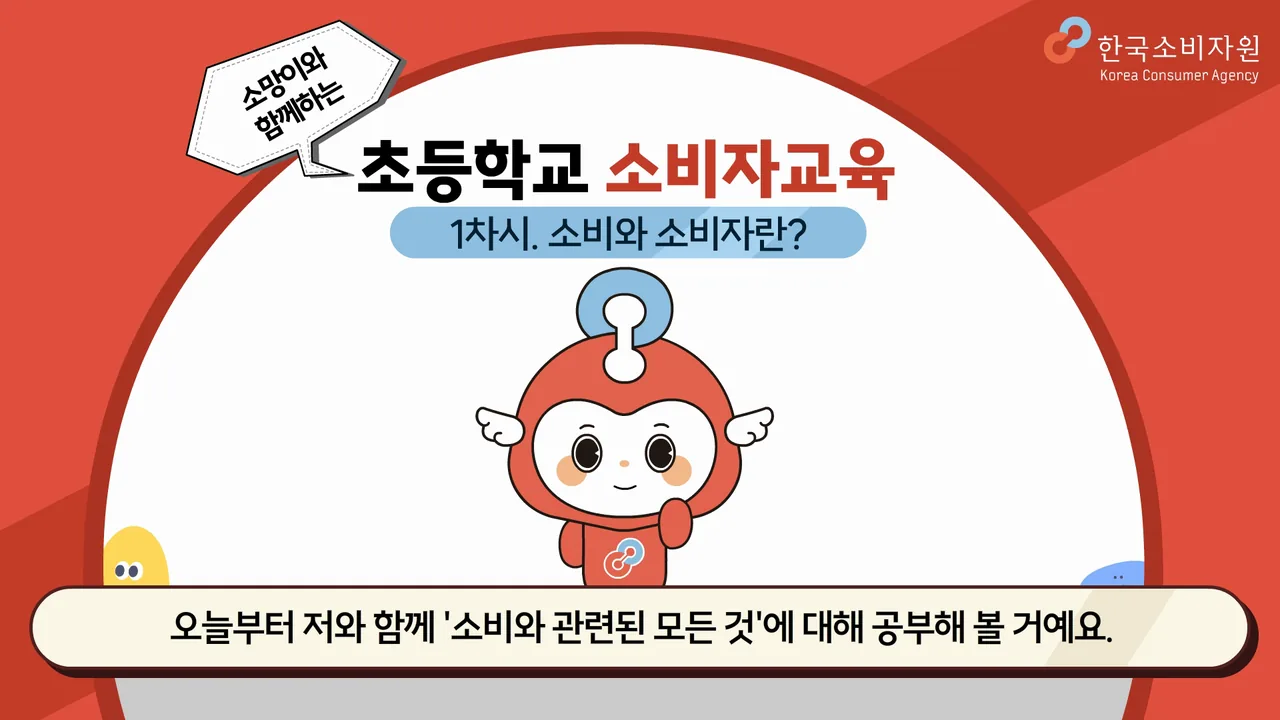 소망이와
함께하는
한국소비자원
Korea Consumer Agency
초등학교 소비자교육
1차시. 소비와 소비자란?
오늘부터 저와 함께 '소비와 관련된 모든 것'에 대해 공부해 볼 거예요.